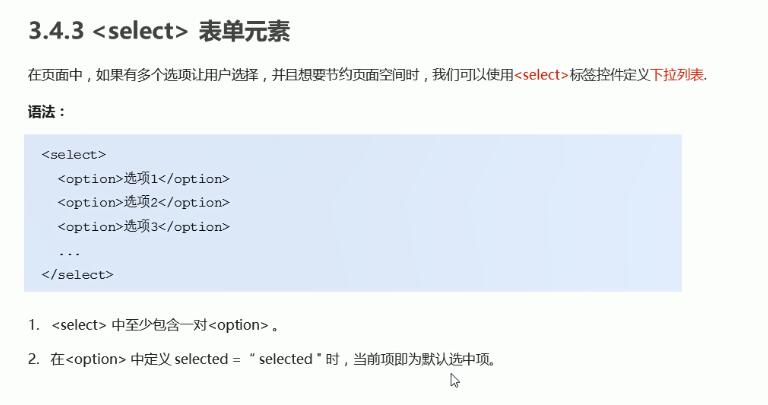 3.4.3 <select> 表单元素
在页面中，如果有多个选项让用户选择，并且想要节约页面空间时，我们可以使用<select>标签控件定义下拉列表.
语法：
<select>
<option>选项1</option>
<option>选项2</option>
<option>选项3</option>
...
</select>
1. <select> 中至少包含一对<option> 。
2. 在<option> 中定义 selected = “ selected " 时，当前项即为默认选中项。